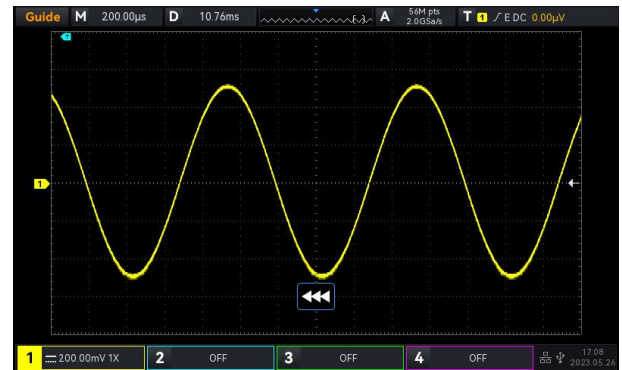 Guide M 200.00μs D 10.76ms A 56M pts 2.0GSa/s T 1 E DC 0.00μV
T
1
1 200.00mV 1X 2 OFF 3 OFF 4 OFF 17:08
2023.05.26